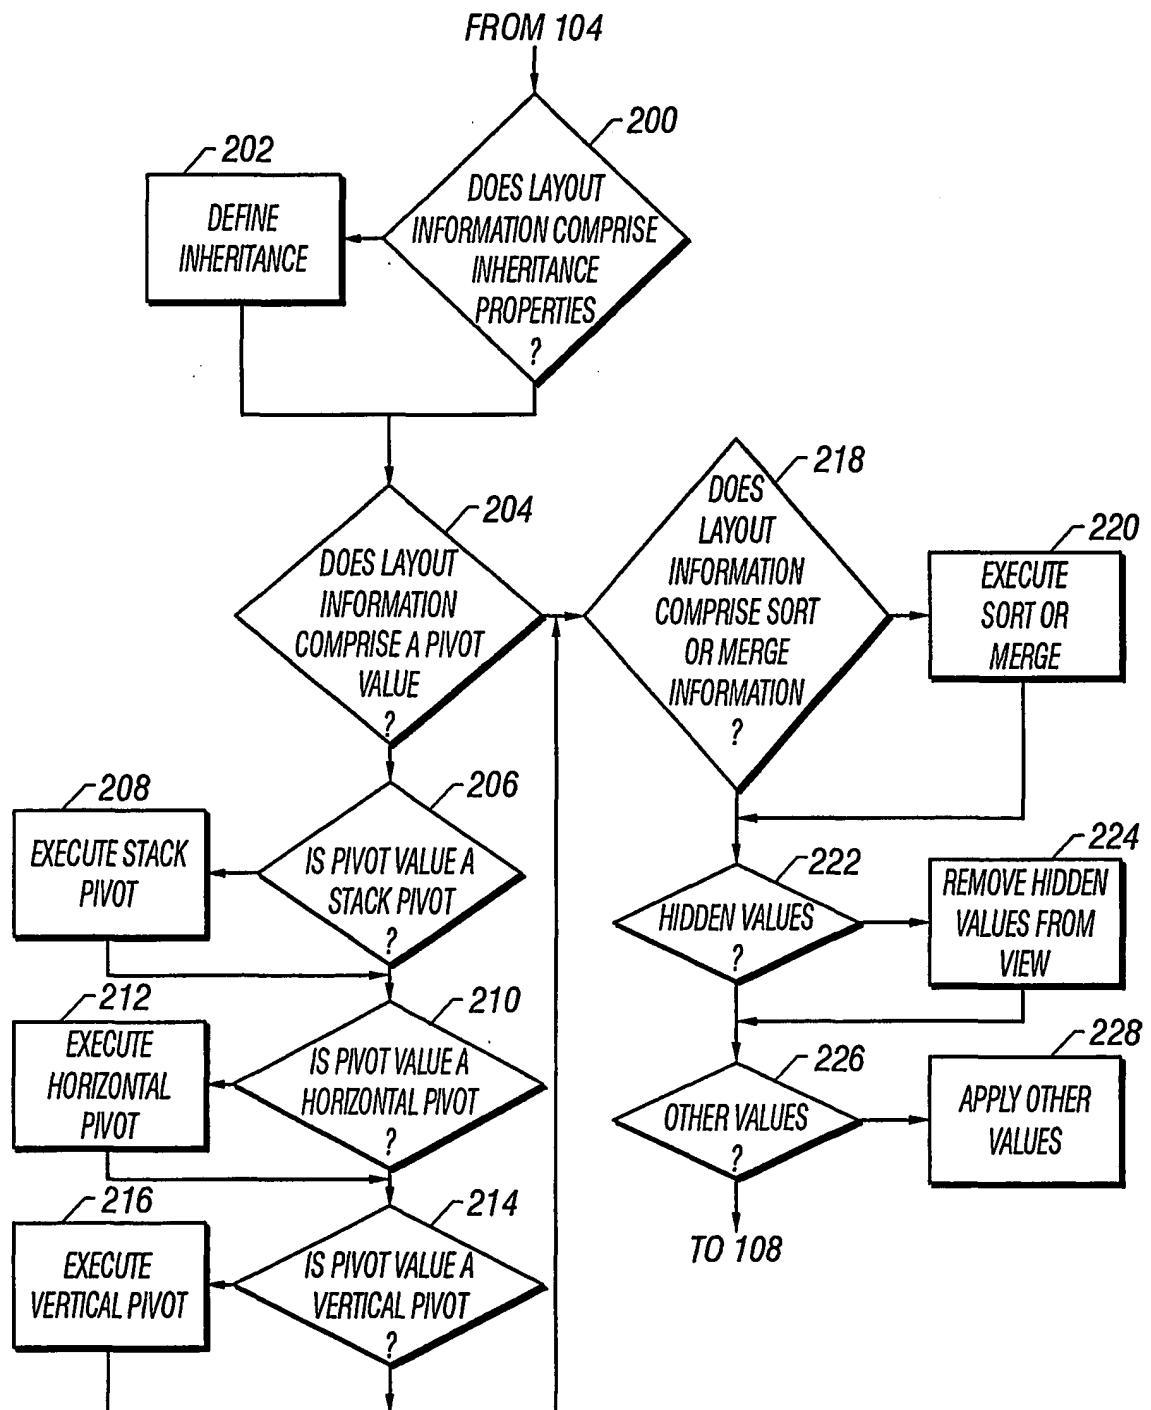 FROM 104
200
DOES LAYOUT
INFORMATION COMPRISE
INHERITANCE
PROPERTIES
?
202
DEFINE
INHERITANCE
204
DOES LAYOUT
INFORMATION
COMPRISE A PIVOT
VALUE
?
206
IS PIVOT VALUE A
STACK PIVOT
?
208
EXECUTE STACK
PIVOT
210
IS PIVOT VALUE A
HORIZONTAL PIVOT
?
212
EXECUTE
HORIZONTAL
PIVOT
214
IS PIVOT VALUE A
VERTICAL PIVOT
?
216
EXECUTE
VERTICAL PIVOT
218
DOES
LAYOUT
INFORMATION
COMPRISE SORT
OR MERGE
INFORMATION
?
220
EXECUTE
SORT OR
MERGE
222
HIDDEN VALUES
?
224
REMOVE HIDDEN
VALUES FROM
VIEW
226
OTHER VALUES
?
228
APPLY OTHER
VALUES
TO 108